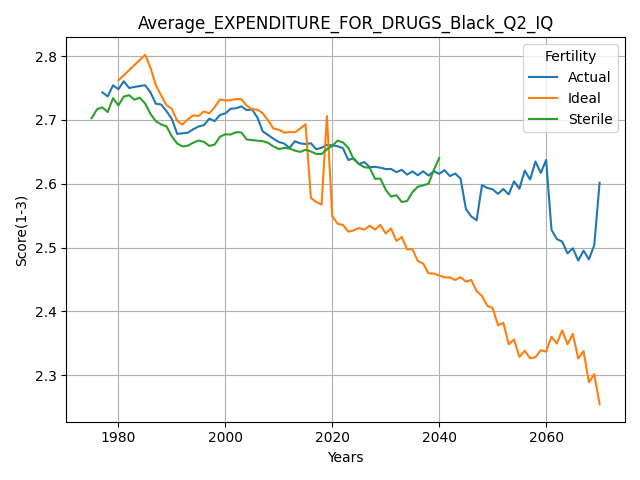 Average_EXPENDITURE_FOR_DRUGS_Black_Q2_IQ
Fertility
Actual
Ideal
Sterile
Score(1-3)
2.8
2.7
2.6
2.5
2.4
2.3
1980 2000 2020 2040 2060
Years